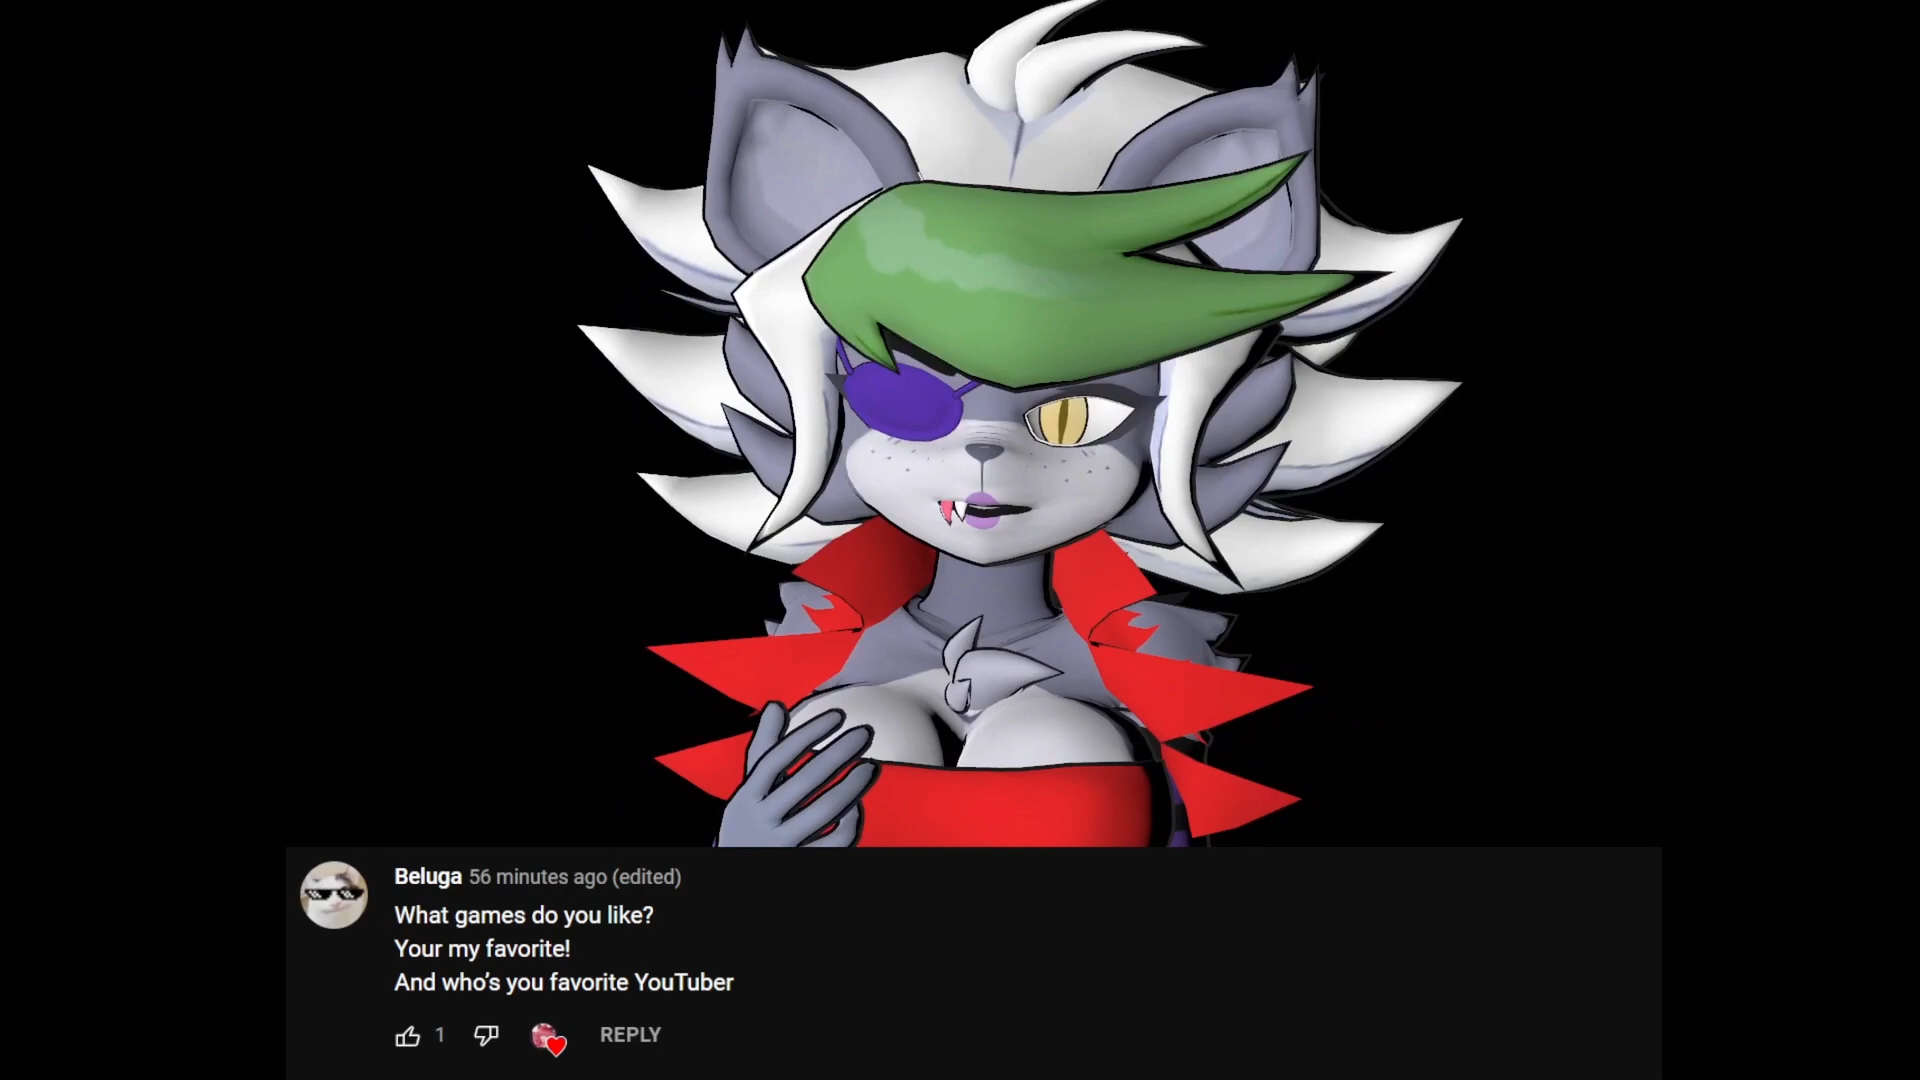 Beluga 56 minutes ago (edited)
What games do you like?
Your my favorite!
And who's you favorite YouTuber
1 REPLY